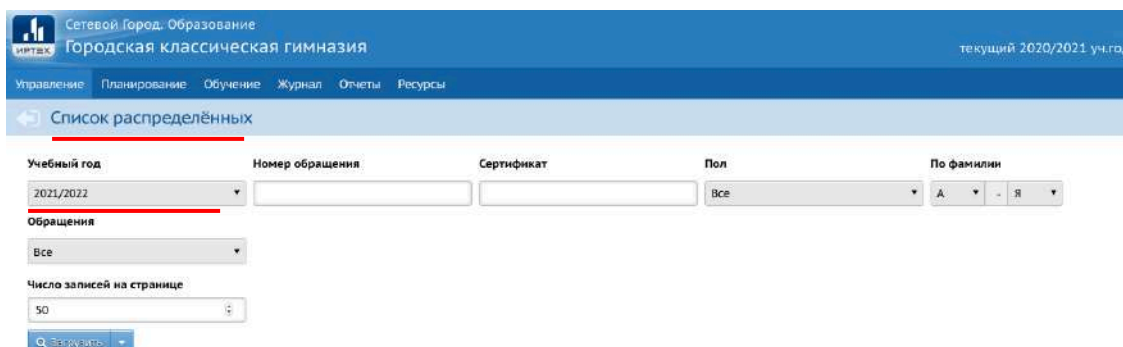 Сетевой Город. Образование
ИРТЕХ Городская классическая гимназия
текущий 2020/2021 уч.го
Управление Планирование Обучение Журнал Отчеты Ресурсы
Список распределённых
Учебный год Номер обращения Сертификат Пол По фамилии
2021/2022 Все А - Я
Обращения
Все
Число записей на странице
50
Загрузить